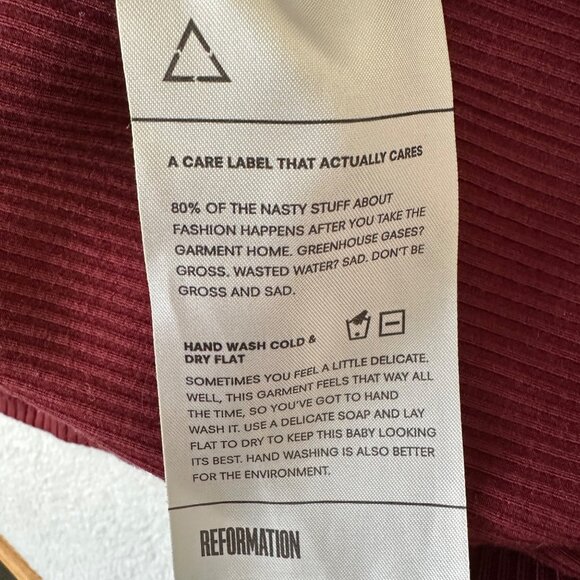 A CARE LABEL THAT ACTUALLY CARES
80% OF THE NASTY STUFF ABOUT
FASHION HAPPENS AFTER YOU TAKE THE
GARMENT HOME. GREENHOUSE GASES?
GROSS. WASTED WATER? SAD. DON'T BE
GROSS AND SAD.
HAND WASH COLD &
DRY FLAT
SOMETIMES YOU FEEL A LITTLE DELICATE.
WELL, THIS GARMENT FEELS THAT WAY ALL
THE TIME, SO YOU'VE GOT TO HAND
WASH IT. USE A DELICATE SOAP AND LAY
FLAT TO DRY TO KEEP THIS BABY LOOKING
ITS BEST. HAND WASHING IS ALSO BETTER
FOR THE ENVIRONMENT.
REFORMATION